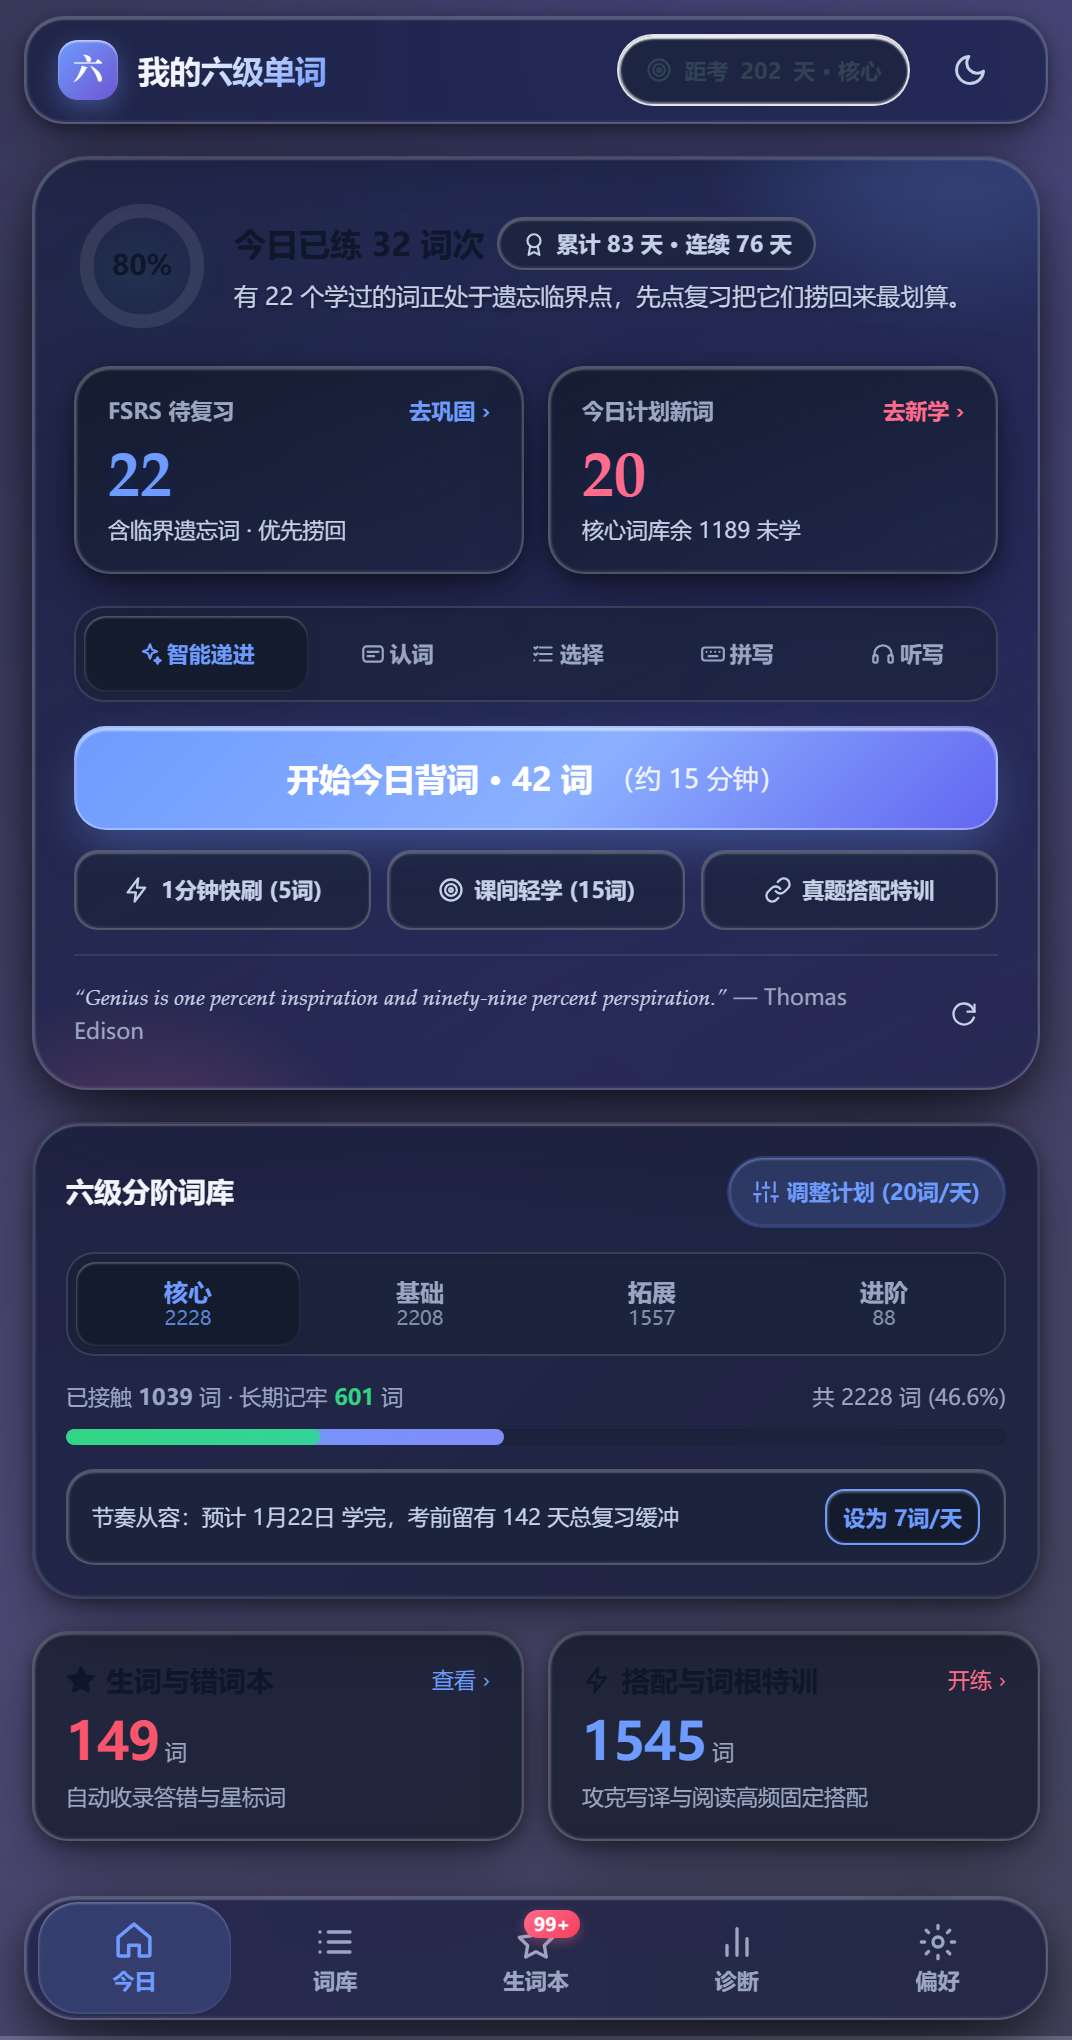 六 我的六级单词 距考 202 天 • 核心
80%
今日已练 32 词次 累计 83 天 • 连续 76 天
有 22 个学过的词正处于遗忘临界点，先点复习把它们捞回来最划算。
FSRS 待复习 去巩固 ›
22
含临界遗忘词 · 优先捞回
今日计划新词 去新学 ›
20
核心词库余 1189 未学
智能递进 认词 选择 拼写 听写
开始今日背词 • 42 词 （约 15 分钟）
1分钟快刷 (5词) 课间轻学 (15词) 真题搭配特训
“Genius is one percent inspiration and ninety-nine percent perspiration.” — Thomas
Edison
六级分阶词库 调整计划 (20词/天)
核心 基础 拓展 进阶
2228 2208 1557 88
已接触 1039 词 · 长期记牢 601 词 共 2228 词 (46.6%)
节奏从容：预计 1月22日 学完，考前留有 142 天总复习缓冲 设为 7词/天
生词与错词本 查看 ›
149 词
自动收录答错与星标词
搭配与词根特训 开练 ›
1545 词
攻克写译与阅读高频固定搭配
99+
今日 词库 生词本 诊断 偏好